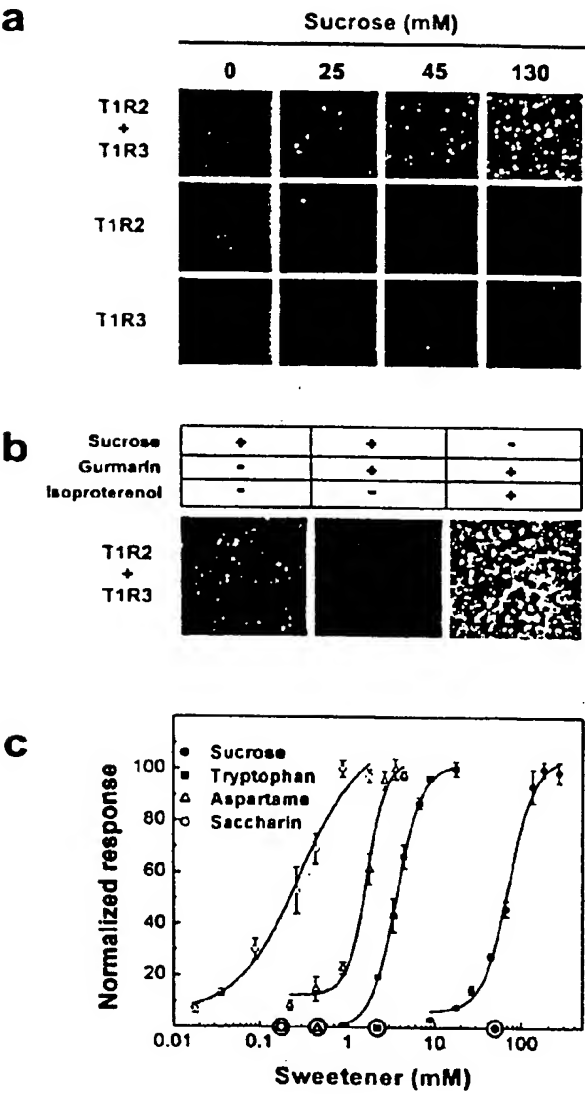 a
Sucrose (mM)
0 25 45 130
T1R2
+
T1R3
T1R2
T1R3
b
Sucrose + + -
Gurmarin - + +
Isoproterenol - - +
T1R2
+
T1R3
c
Sucrose
Tryptophan
Aspartame
Saccharin
100
80
60
40
20
0.01 0.1 1 10 100
Normalized response
Sweetener (mM)